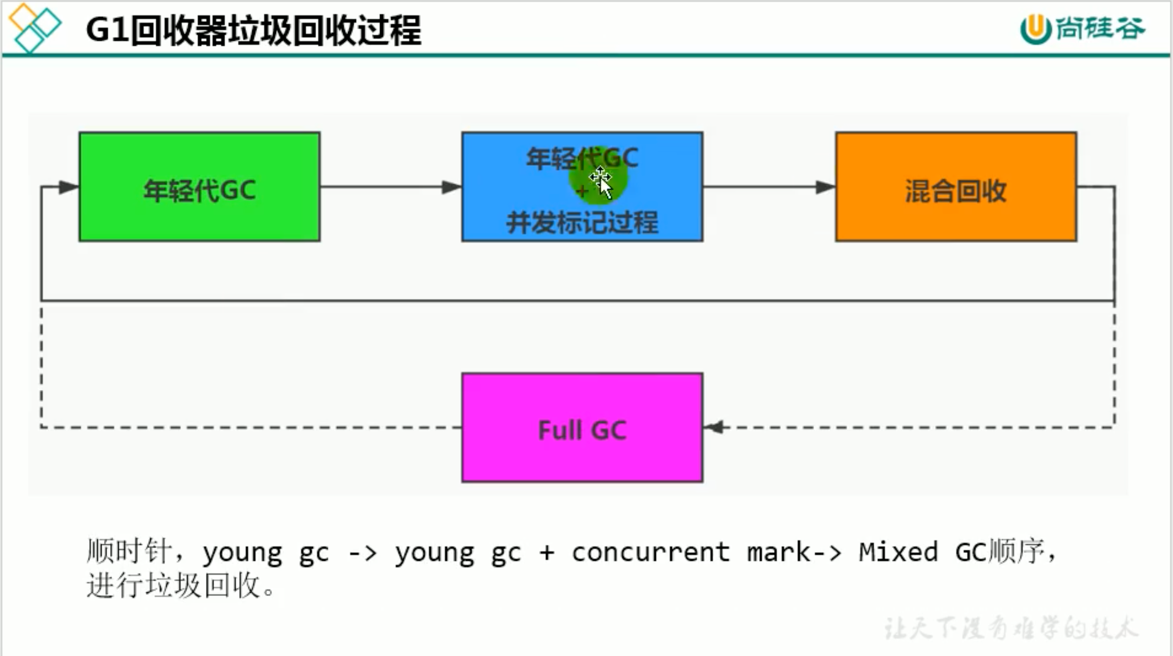 G1回收器垃圾回收过程
尚硅谷
年轻代GC
年轻代GC
+
并发标记过程
混合回收
Full GC
顺时针，young gc -> young gc + concurrent mark-> Mixed GC顺序，
进行垃圾回收。
让天下没有难学的技术